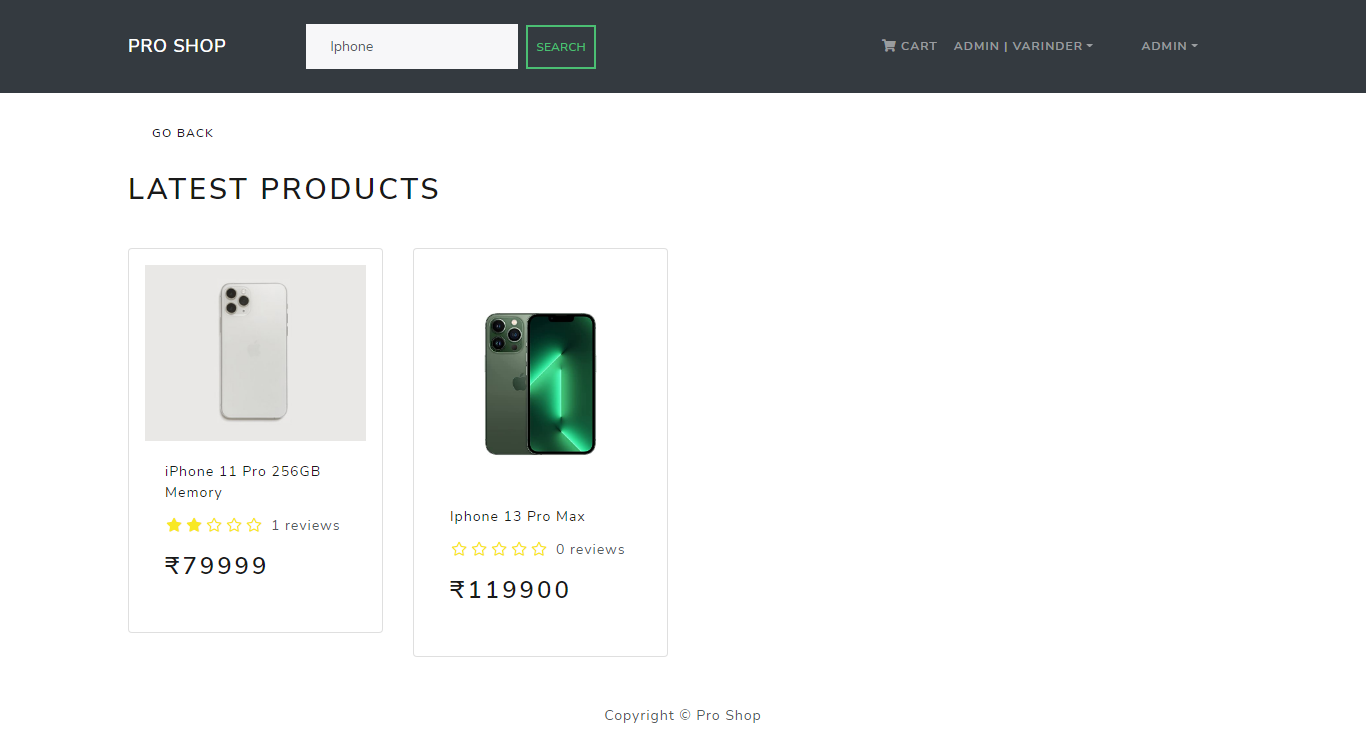 PRO SHOP
Iphone
SEARCH
CART
ADMIN | VARINDER
ADMIN
GO BACK
LATEST PRODUCTS
iPhone 11 Pro 256GB
Memory
1 reviews
₹79999
Iphone 13 Pro Max
0 reviews
₹119900
Copyright © Pro Shop